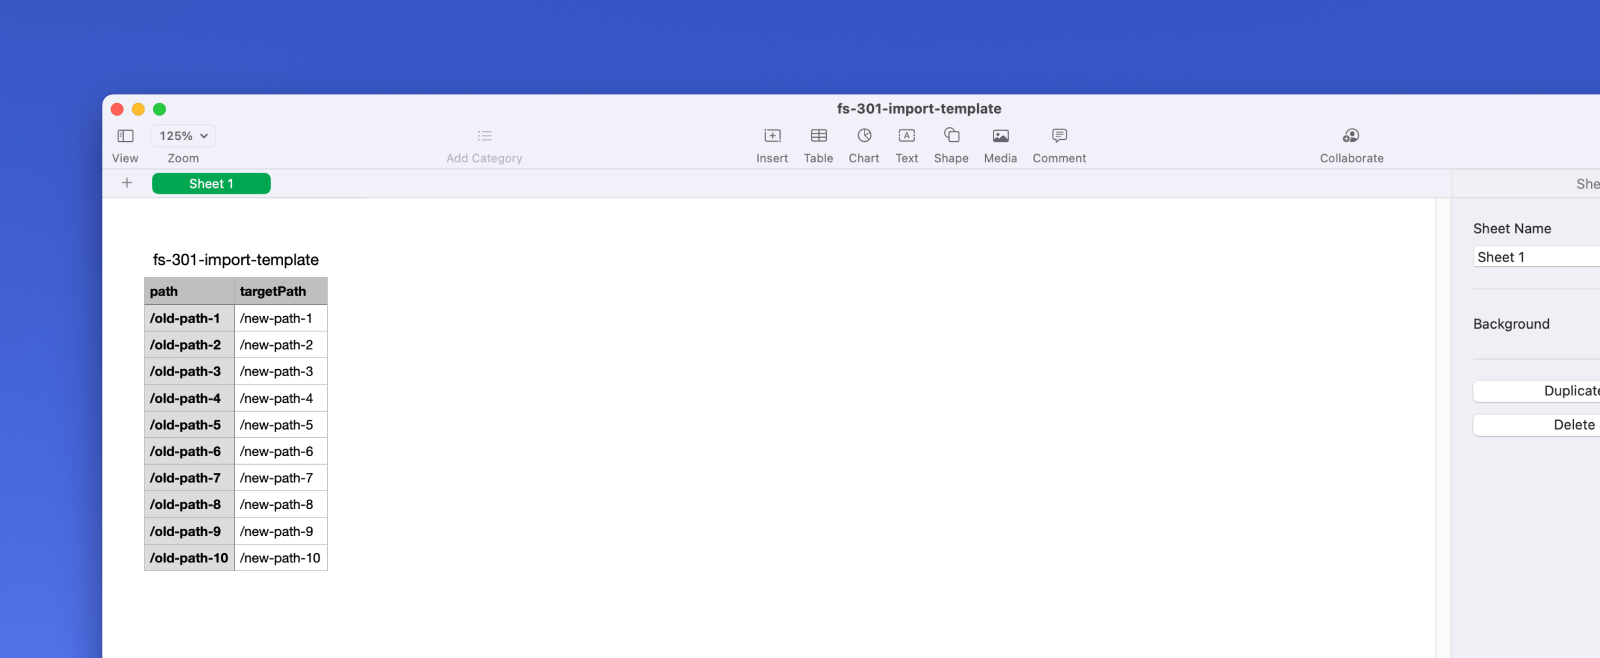 fs-301-import-template
125%
View Zoom Add Category Insert Table Chart Text Shape Media Comment Collaborate
+ Sheet 1
fs-301-import-template
path targetPath
/old-path-1 /new-path-1
/old-path-2 /new-path-2
/old-path-3 /new-path-3
/old-path-4 /new-path-4
/old-path-5 /new-path-5
/old-path-6 /new-path-6
/old-path-7 /new-path-7
/old-path-8 /new-path-8
/old-path-9 /new-path-9
/old-path-10 /new-path-10
She
Sheet Name
Sheet 1
Background
Duplicate
Delete